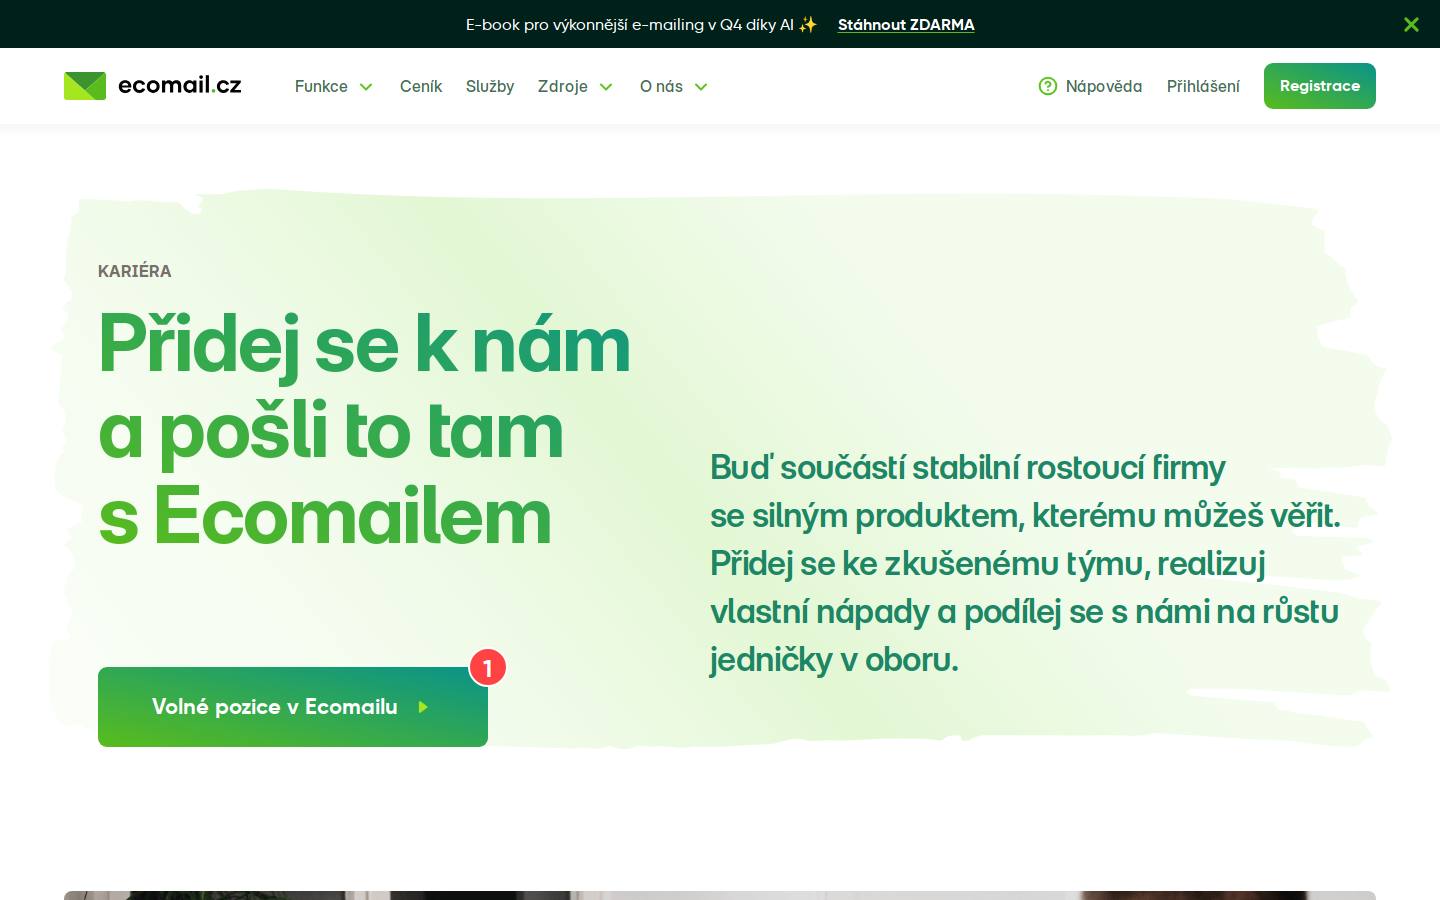 E-book pro výkonnější e-mailing v Q4 díky AI ✨ Stáhnout ZDARMA
ecomail.cz
Funkce
Ceník
Služby
Zdroje
O nás
Nápověda
Přihlášení
Registrace
KARIÉRA
Přidej se k nám
a pošli to tam
s Ecomailem
Buď součástí stabilní rostoucí firmy
se silným produktem, kterému můžeš věřit.
Přidej se ke zkušenému týmu, realizuj
vlastní nápady a podílej se s námi na růstu
jedničky v oboru.
Volné pozice v Ecomailu
1